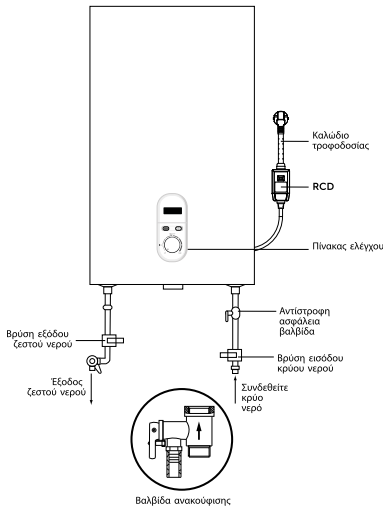 Καλώδιο
τροφοδοσίας
RCD
Πίνακας ελέγχου
Αντίστροφη
ασφάλεια
βαλβίδα
Βρύση εξόδου
ζεστού νερού
Βρύση εισόδου
κρύου νερού
Έξοδος
ζεστού νερού
Συνδεθείτε
κρύο
νερό
Βαλβίδα ανακούφισης